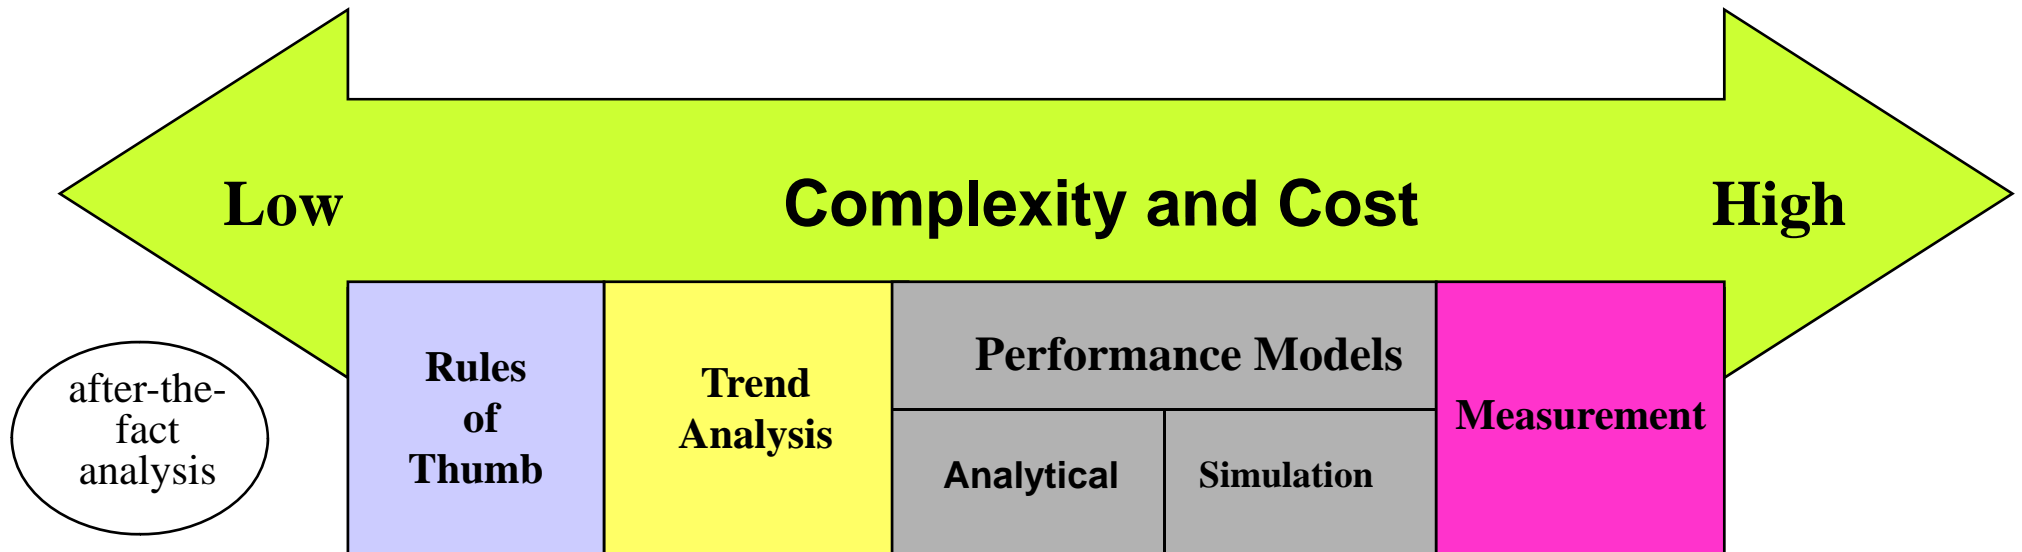 Low
Complexity and Cost
High
after-the-
fact
analysis
Rules
of
Thumb
Trend
Analysis
Performance Models
Analytical
Simulation
Measurement